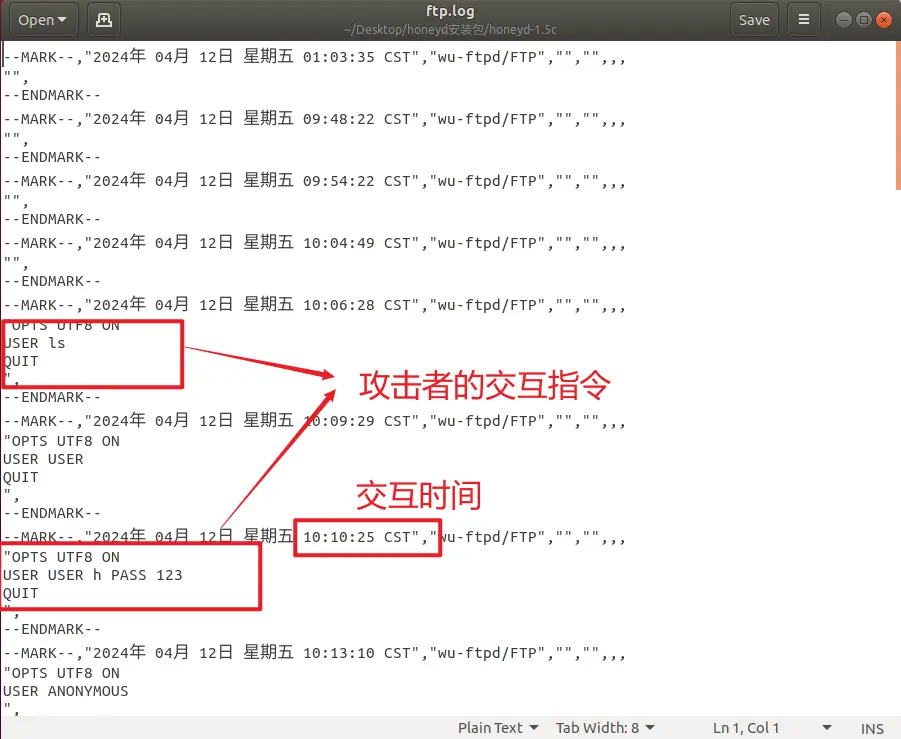 Open
ftp.log
~/Desktop/honeyd安装包/honeyd-1.5c
Save
--MARK--,"2024年 04月 12日 星期五 01:03:35 CST","wu-ftpd/FTP","","",,,
"",
--ENDMARK--
--MARK--,"2024年 04月 12日 星期五 09:48:22 CST","wu-ftpd/FTP","","",,,
"",
--ENDMARK--
--MARK--,"2024年 04月 12日 星期五 09:54:22 CST","wu-ftpd/FTP","","",,,
"",
--ENDMARK--
--MARK--,"2024年 04月 12日 星期五 10:04:49 CST","wu-ftpd/FTP","","",,,
"",
--ENDMARK--
--MARK--,"2024年 04月 12日 星期五 10:06:28 CST","wu-ftpd/FTP","","",,,
"OPTS UTF8 ON
USER ls
QUIT
",
攻击者的交互指令
--ENDMARK--
--MARK--,"2024年 04月 12日 星期五 10:09:29 CST","wu-ftpd/FTP","","",,,
"OPTS UTF8 ON
USER USER
QUIT
",
交互时间
--ENDMARK--
--MARK--,"2024年 04月 12日 星期五 10:10:25 CST","wu-ftpd/FTP","","",,,
"OPTS UTF8 ON
USER USER h PASS 123
QUIT
",
--ENDMARK--
--MARK--,"2024年 04月 12日 星期五 10:13:10 CST","wu-ftpd/FTP","","",,,
"OPTS UTF8 ON
USER ANONYMOUS
",
Plain Text
Tab Width: 8
Ln 1, Col 1
INS